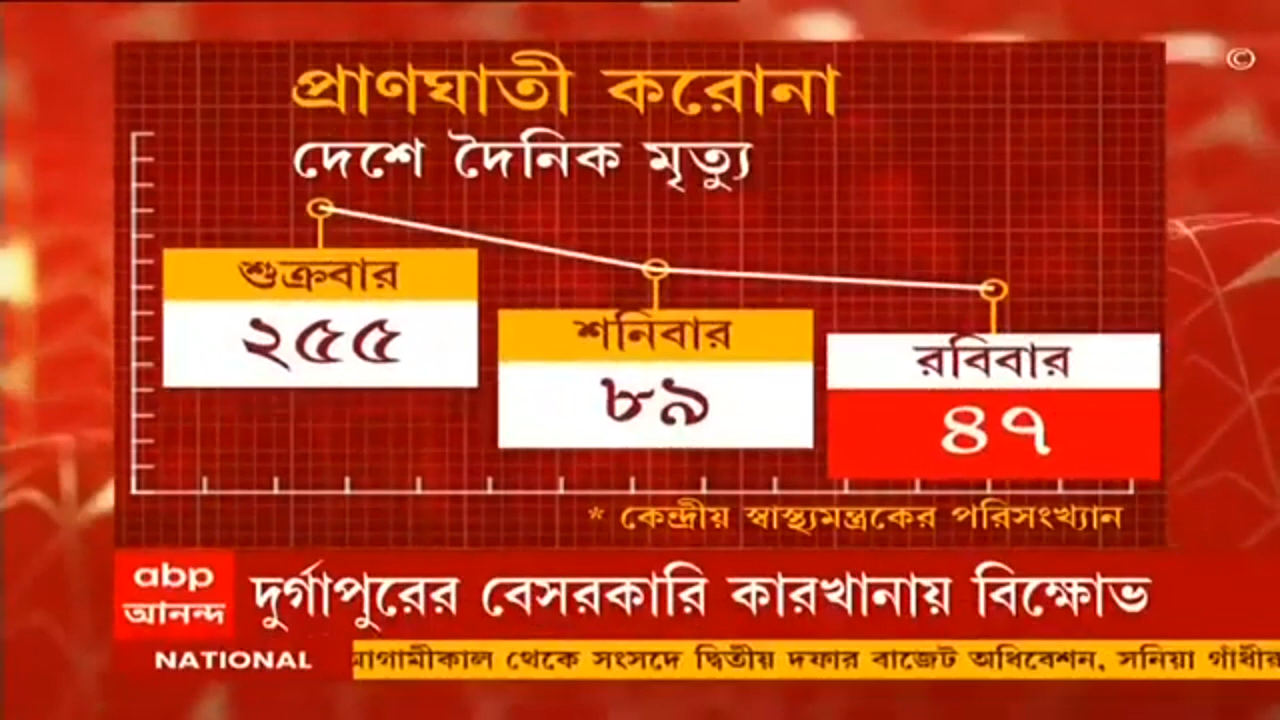 ©
প্রাণঘাতী করোনা
দেশে দৈনিক মৃত্যু
শুক্রবার
২৫৫
শনিবার
৮৯
রবিবার
৪৭
* কেন্দ্রীয় স্বাস্থ্যমন্ত্রকের পরিসংখ্যান
abp
আনন্দ
দুর্গাপুরের বেসরকারি কারখানায় বিক্ষোভ
NATIONAL
থেকে সংসদে দ্বিতীয় দফার বাজেট অধিবেশন, সনিয়া